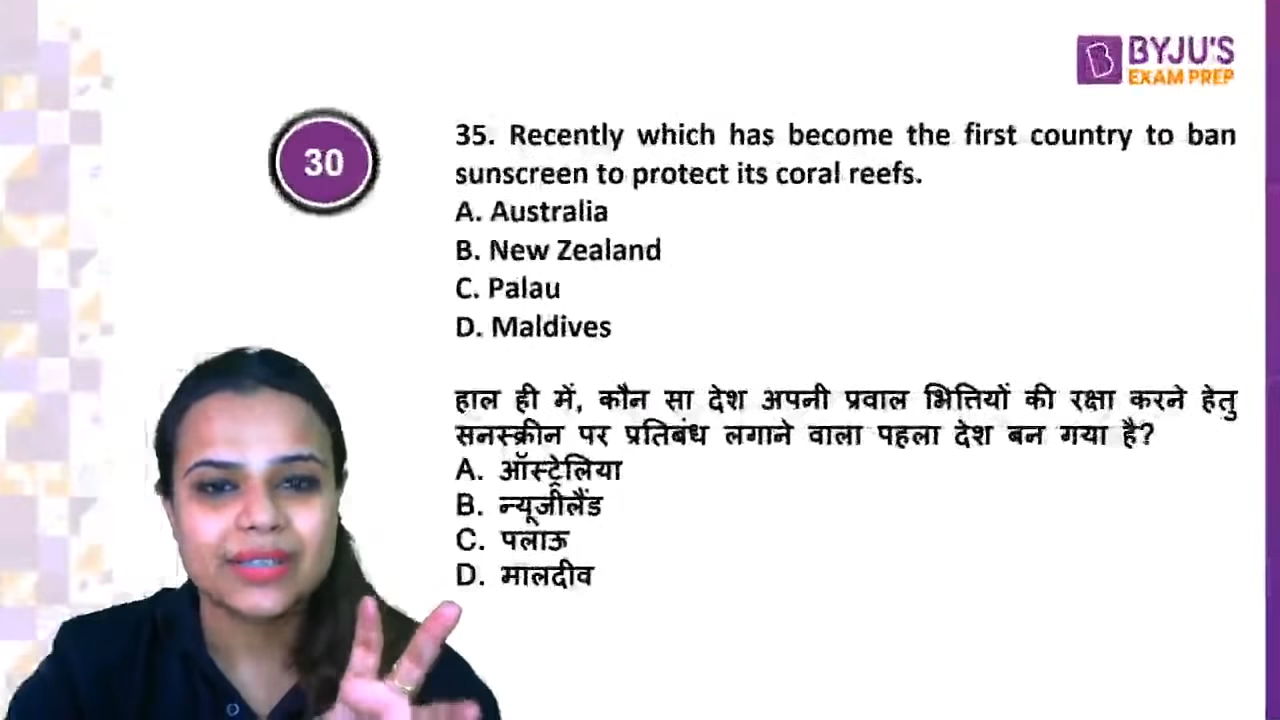 BYJU'S
EXAM PREP
30
35. Recently which has become the first country to ban
sunscreen to protect its coral reefs.
A. Australia
B. New Zealand
C. Palau
D. Maldives
हाल ही में, कौन सा देश अपनी प्रवाल भित्तियों की रक्षा करने हेतु
सनस्क्रीन पर प्रतिबंध लगाने वाला पहला देश बन गया है?
A. ऑस्ट्रेलिया
B. न्यूजीलैंड
C. पलाऊ
D. मालदीव